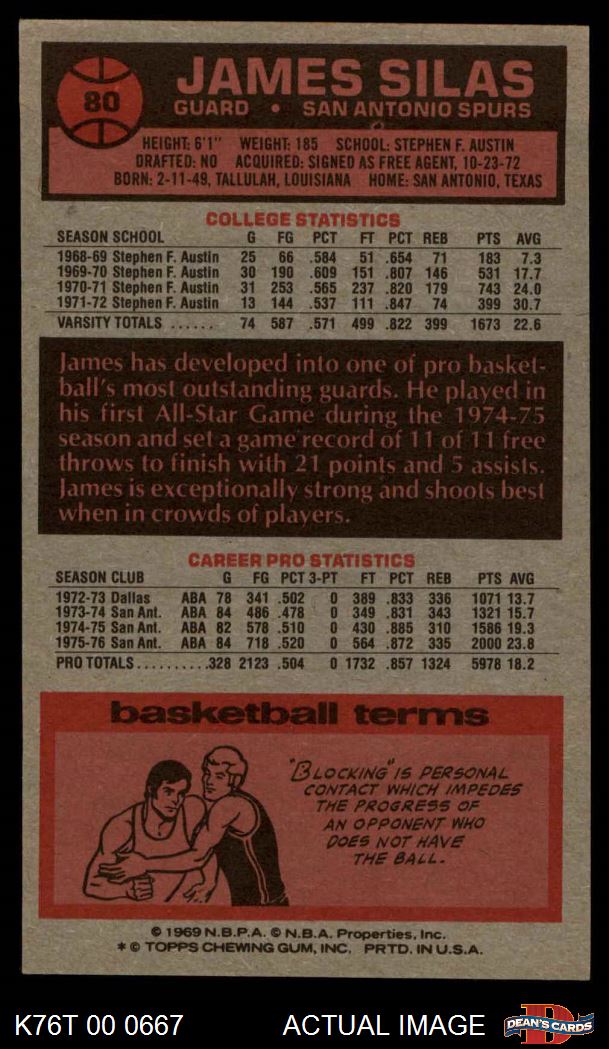 80
JAMES SILAS
GUARD • SAN ANTONIO SPURS
HEIGHT: 6'1" WEIGHT: 185 SCHOOL: STEPHEN F. AUSTIN
DRAFTED: NO ACQUIRED: SIGNED AS FREE AGENT, 10-23-72
BORN: 2-11-49, TALLULAH, LOUISIANA HOME: SAN ANTONIO, TEXAS
COLLEGE STATISTICS
SEASON SCHOOL G FG PCT FT PCT REB PTS AVG
1968-69 Stephen F. Austin 25 66 .584 51 .654 71 183 7.3
1969-70 Stephen F. Austin 30 190 .609 151 .807 146 531 17.7
1970-71 Stephen F. Austin 31 253 .565 237 .820 179 743 24.0
1971-72 Stephen F. Austin 13 144 .537 111 .847 74 399 30.7
VARSITY TOTALS ...... 74 587 .571 499 .822 399 1673 22.6
James has developed into one of pro basket-
ball's most outstanding guards. He played in
his first All-Star Game during the 1974-75
season and set a game record of 11 of 11 free
throws to finish with 21 points and 5 assists.
James is exceptionally strong and shoots best
when in crowds of players.
CAREER PRO STATISTICS
SEASON CLUB G FG PCT 3-PT FT PCT REB PTS AVG
1972-73 Dallas ABA 78 341 .502 0 389 .833 336 1071 13.7
1973-74 San Ant. ABA 84 486 .478 0 349 .831 343 1321 15.7
1974-75 San Ant. ABA 82 578 .510 0 430 .885 310 1586 19.3
1975-76 San Ant. ABA 84 718 .520 0 564 .872 335 2000 23.8
PRO TOTALS..........328 2123 .504 0 1732 .857 1324 5978 18.2
basketball terms
"BLOCKING" IS PERSONAL
CONTACT WHICH IMPEDES
THE PROGRESS OF
AN OPPONENT WHO
DOES NOT HAVE
THE BALL.
© 1969 N.B.P.A. © N.B.A. Properties, Inc.
* © TOPPS CHEWING GUM, INC. PRTD. IN U.S.A.
K76T 00 0667 ACTUAL IMAGE D DEAN'S CARDS